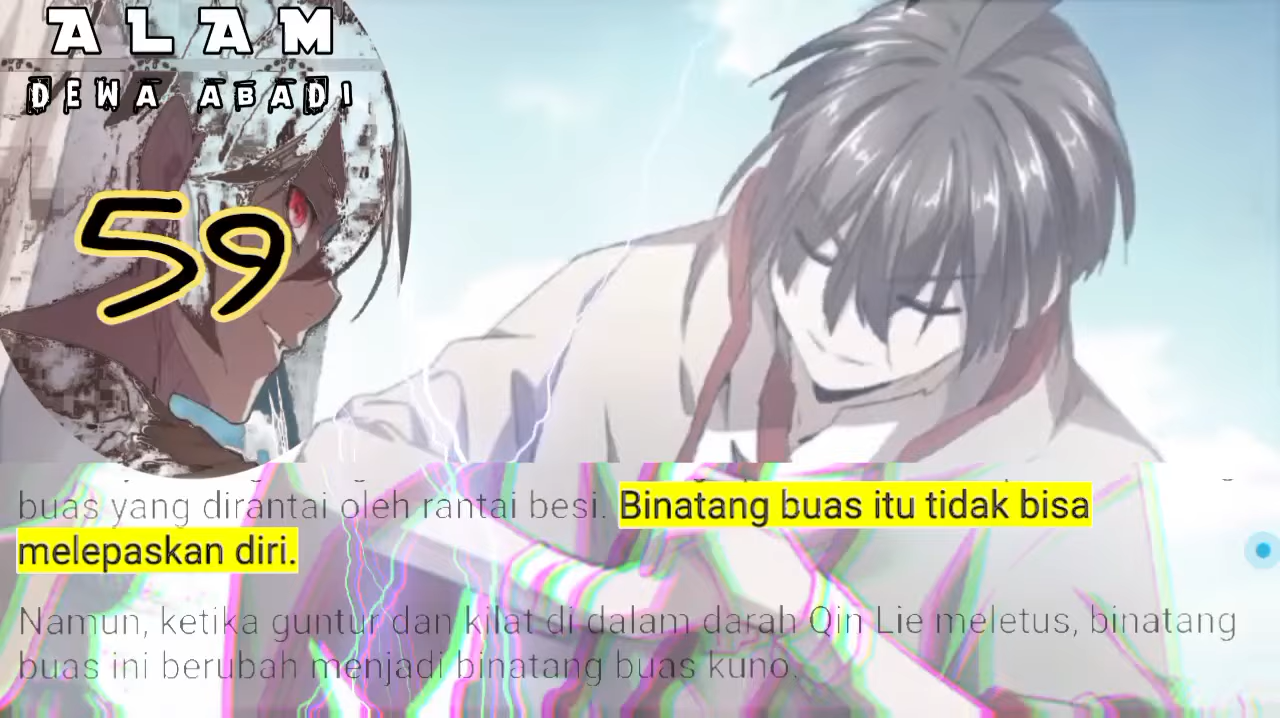 ALAM
DEWA ABADI
59
buas yang dirantai oleh rantai besi. Binatang buas itu tidak bisa
melepaskan diri.
Namun, ketika guntur dan kilat di dalam darah Qin Lie meletus, binatang
buas ini berubah menjadi binatang buas kuno.